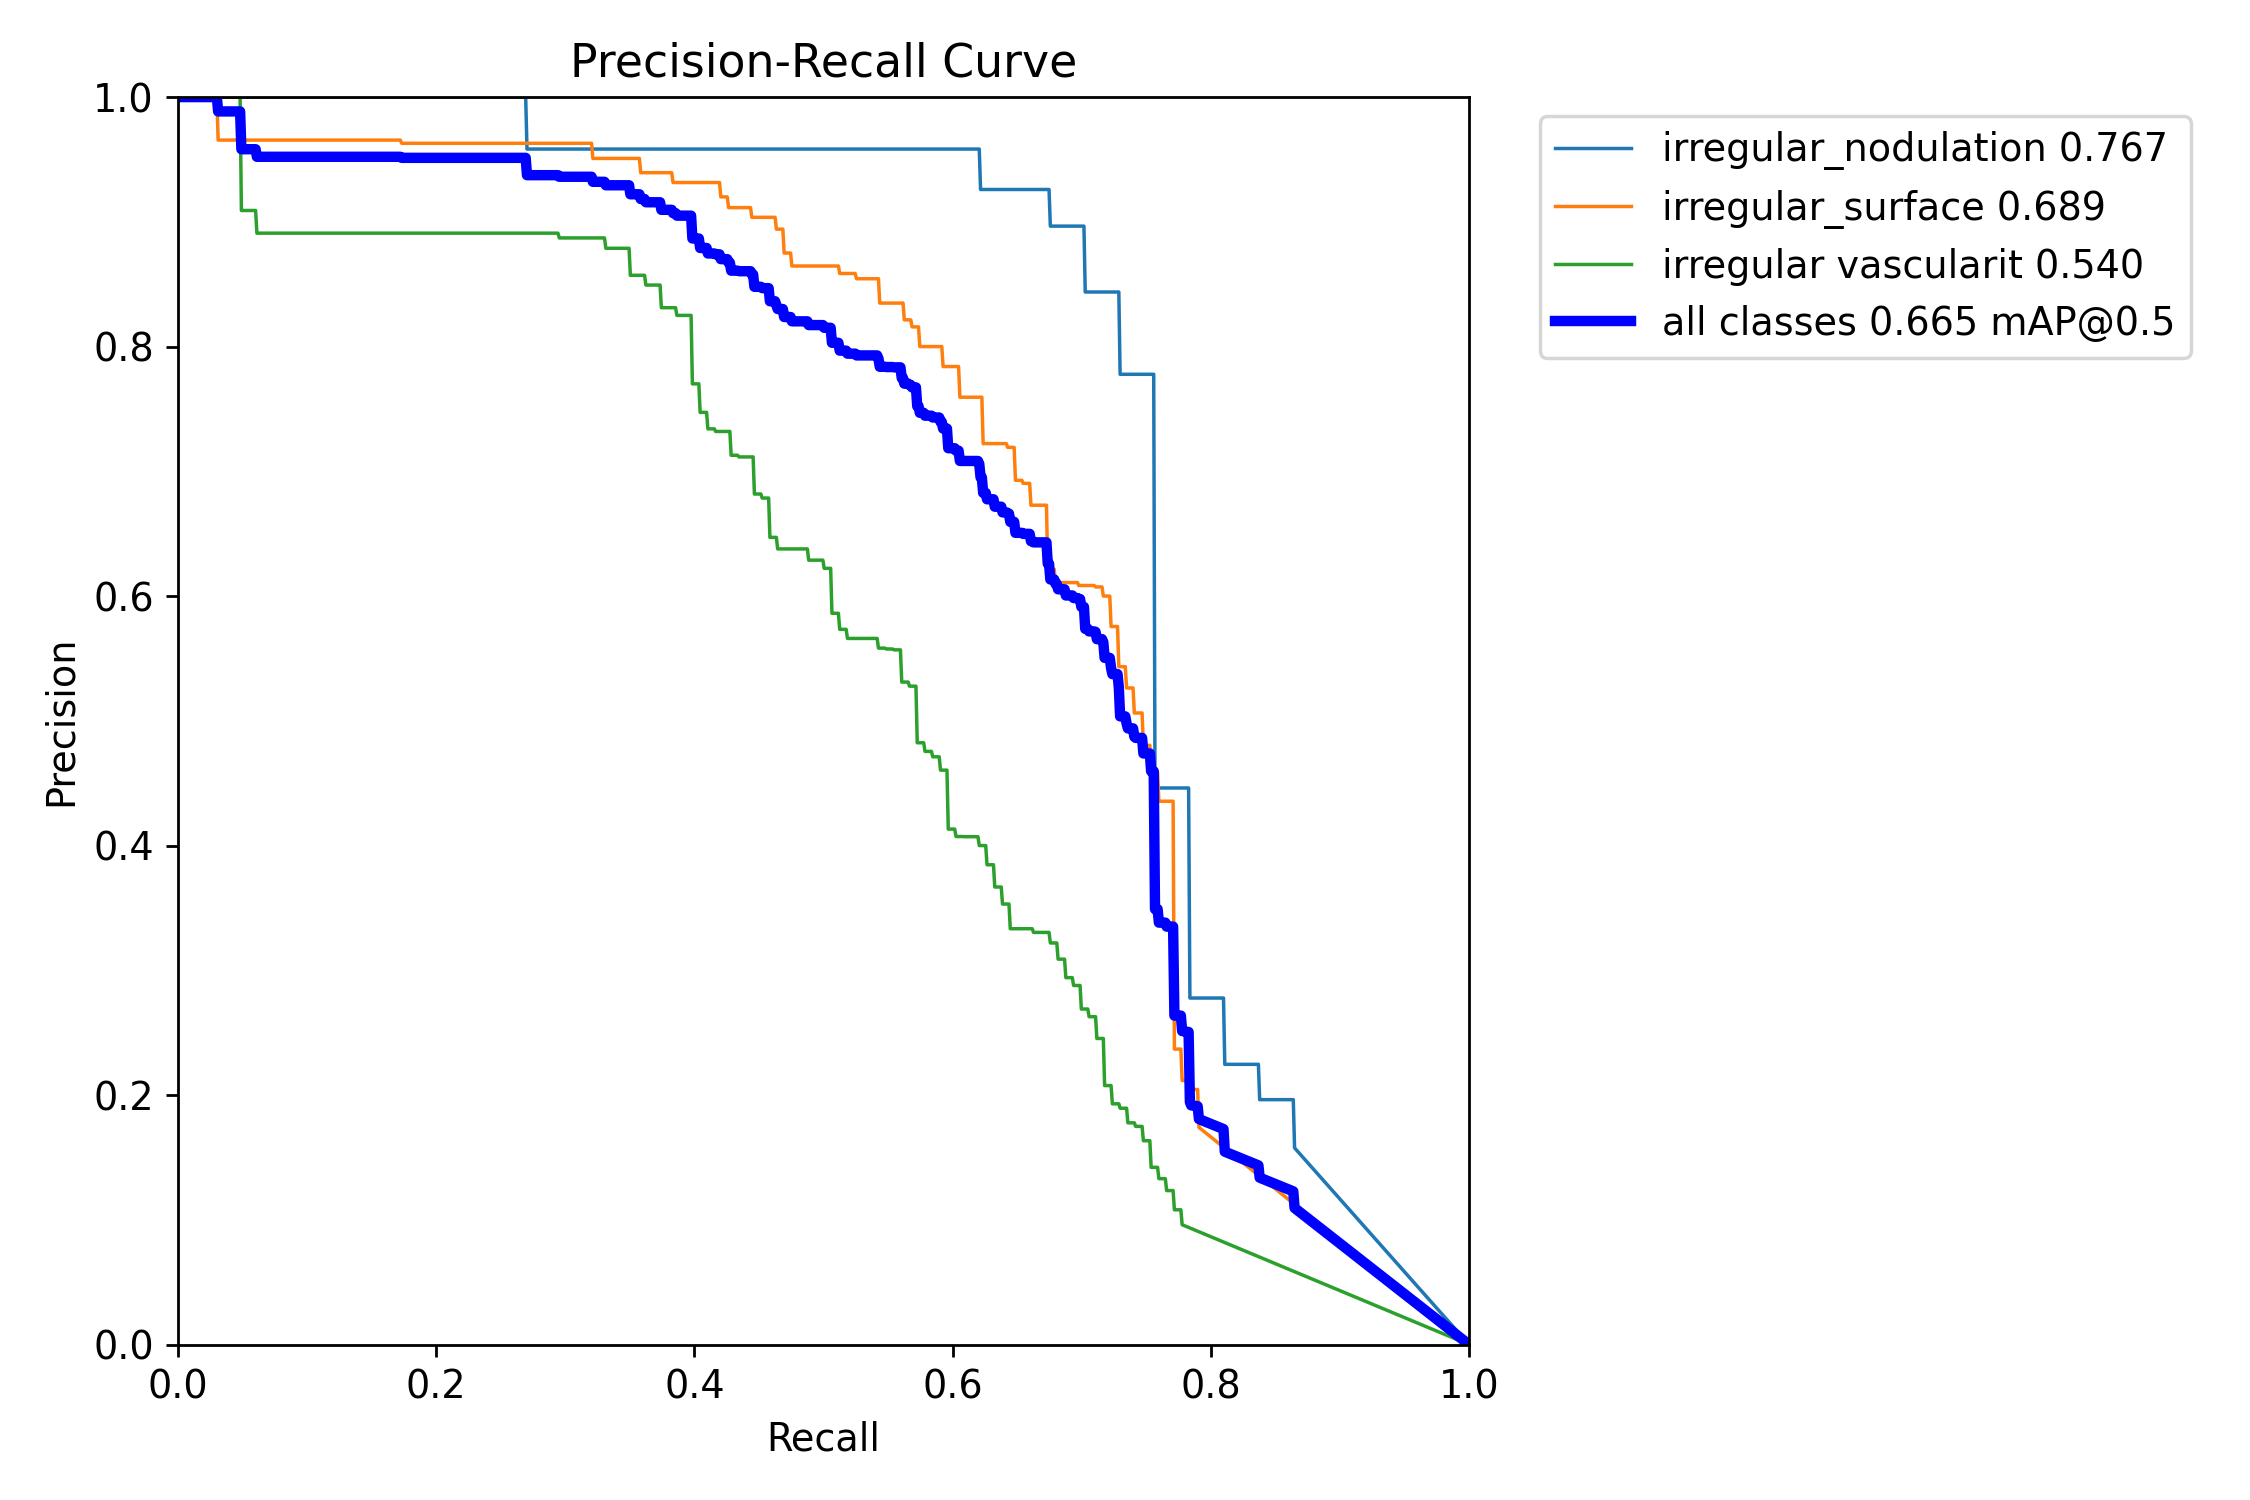 Precision-Recall Curve
irregular_nodulation 0.767
irregular_surface 0.689
irregular vascularit 0.540
all classes 0.665 mAP@0.5
Precision
1.0
0.8
0.6
0.4
0.2
0.0
0.0 0.2 0.4 0.6 0.8 1.0
Recall